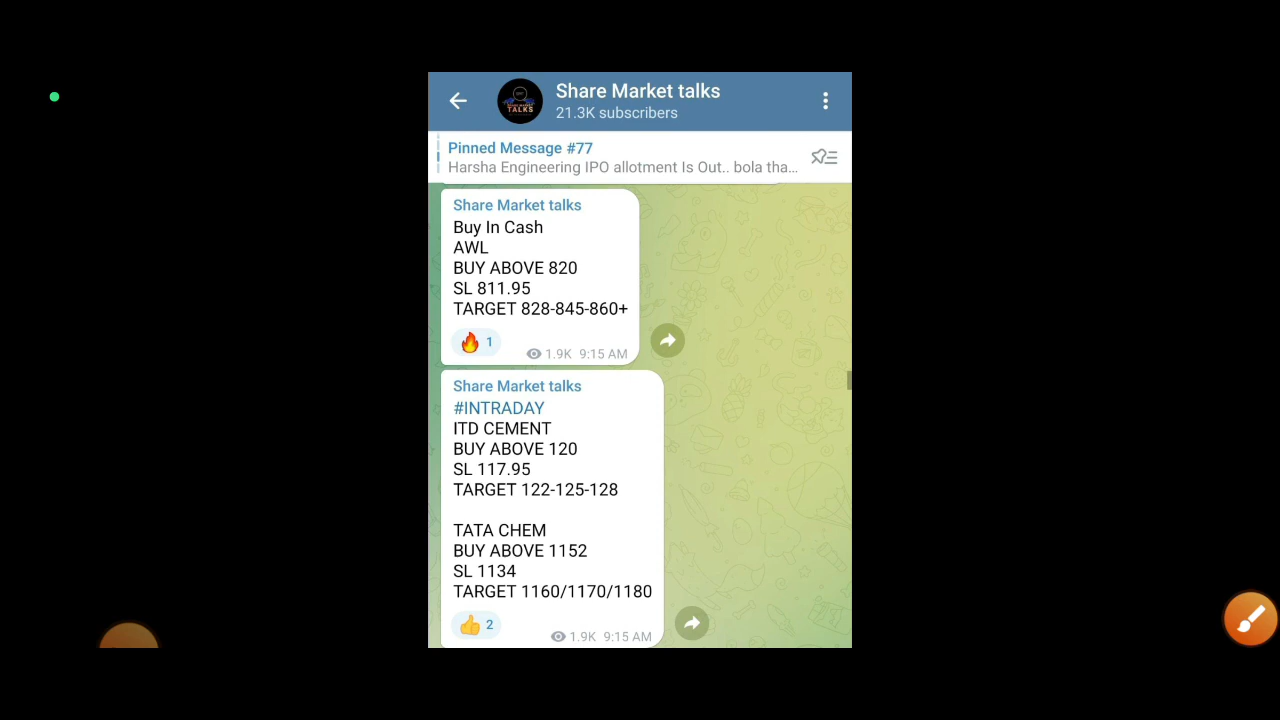 Share Market talks
21.3K subscribers
Pinned Message #77
Harsha Engineering IPO allotment Is Out.. bola tha...
Share Market talks
Buy In Cash
AWL
BUY ABOVE 820
SL 811.95
TARGET 828-845-860+
1
1.9K 9:15 AM
Share Market talks
#INTRADAY
ITD CEMENT
BUY ABOVE 120
SL 117.95
TARGET 122-125-128
TATA CHEM
BUY ABOVE 1152
SL 1134
TARGET 1160/1170/1180
2
1.9K 9:15 AM